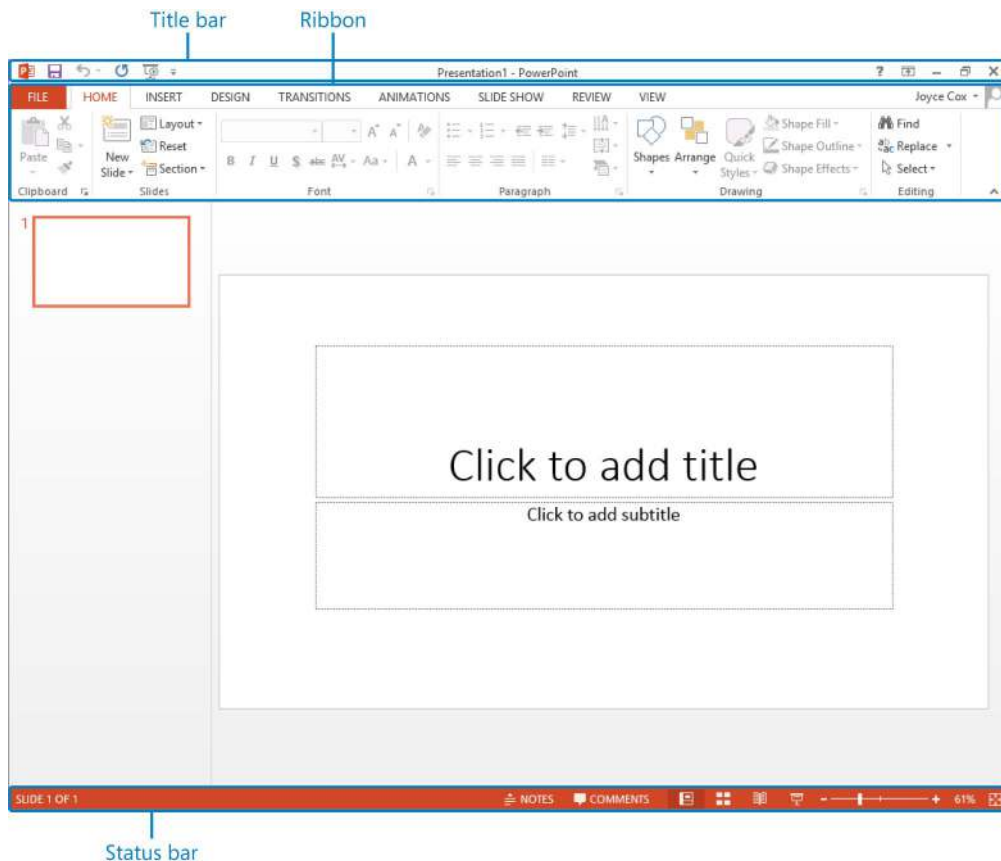 Title bar
Ribbon
Presentation1 - PowerPoint
FILE HOME INSERT DESIGN TRANSITIONS ANIMATIONS SLIDE SHOW REVIEW VIEW Joyce Cox
Paste
New Slide
Layout
Reset
Section
B I U S abc AV Aa A
Shapes Arrange Quick Styles
Shape Fill
Shape Outline
Shape Effects
Find
Replace
Select
Clipboard Slides Font Paragraph Drawing Editing
1
Click to add title
Click to add subtitle
SLIDE 1 OF 1 NOTES COMMENTS 61%
Status bar